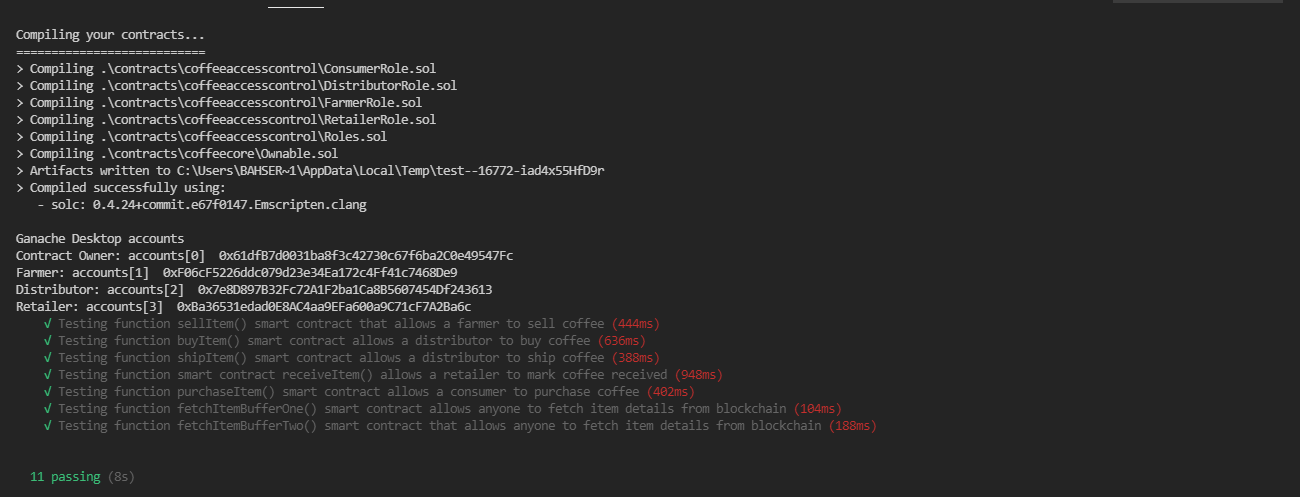 Compiling your contracts...
===========================
> Compiling .\contracts\coffeeaccesscontrol\ConsumerRole.sol
> Compiling .\contracts\coffeeaccesscontrol\DistributorRole.sol
> Compiling .\contracts\coffeeaccesscontrol\FarmerRole.sol
> Compiling .\contracts\coffeeaccesscontrol\RetailerRole.sol
> Compiling .\contracts\coffeeaccesscontrol\Roles.sol
> Compiling .\contracts\coffeecore\Ownable.sol
> Artifacts written to C:\Users\BAHSER~1\AppData\Local\Temp\test--16772-iad4x55HfD9r
> Compiled successfully using:
- solc: 0.4.24+commit.e67f0147.Emscripten.clang
Ganache Desktop accounts
Contract Owner: accounts[0] 0x61dfB7d0031ba8f3c42730c67f6ba2C0e49547Fc
Farmer: accounts[1] 0xF06cF5226ddc079d23e34Ea172c4Ff41c7468De9
Distributor: accounts[2] 0x7e8D897B32Fc72A1F2ba1Ca8B5607454Df243613
Retailer: accounts[3] 0xBa36531edad0E8AC4aa9EFa600a9C71cF7A2Ba6c
√ Testing function sellItem() smart contract that allows a farmer to sell coffee (444ms)
√ Testing function buyItem() smart contract allows a distributor to buy coffee (636ms)
√ Testing function shipItem() smart contract allows a distributor to ship coffee (388ms)
√ Testing function smart contract receiveItem() allows a retailer to mark coffee received (948ms)
√ Testing function purchaseItem() smart contract allows a consumer to purchase coffee (402ms)
√ Testing function fetchItemBufferOne() smart contract allows anyone to fetch item details from blockchain (104ms)
√ Testing function fetchItemBufferTwo() smart contract that allows anyone to fetch item details from blockchain (188ms)
11 passing (8s)